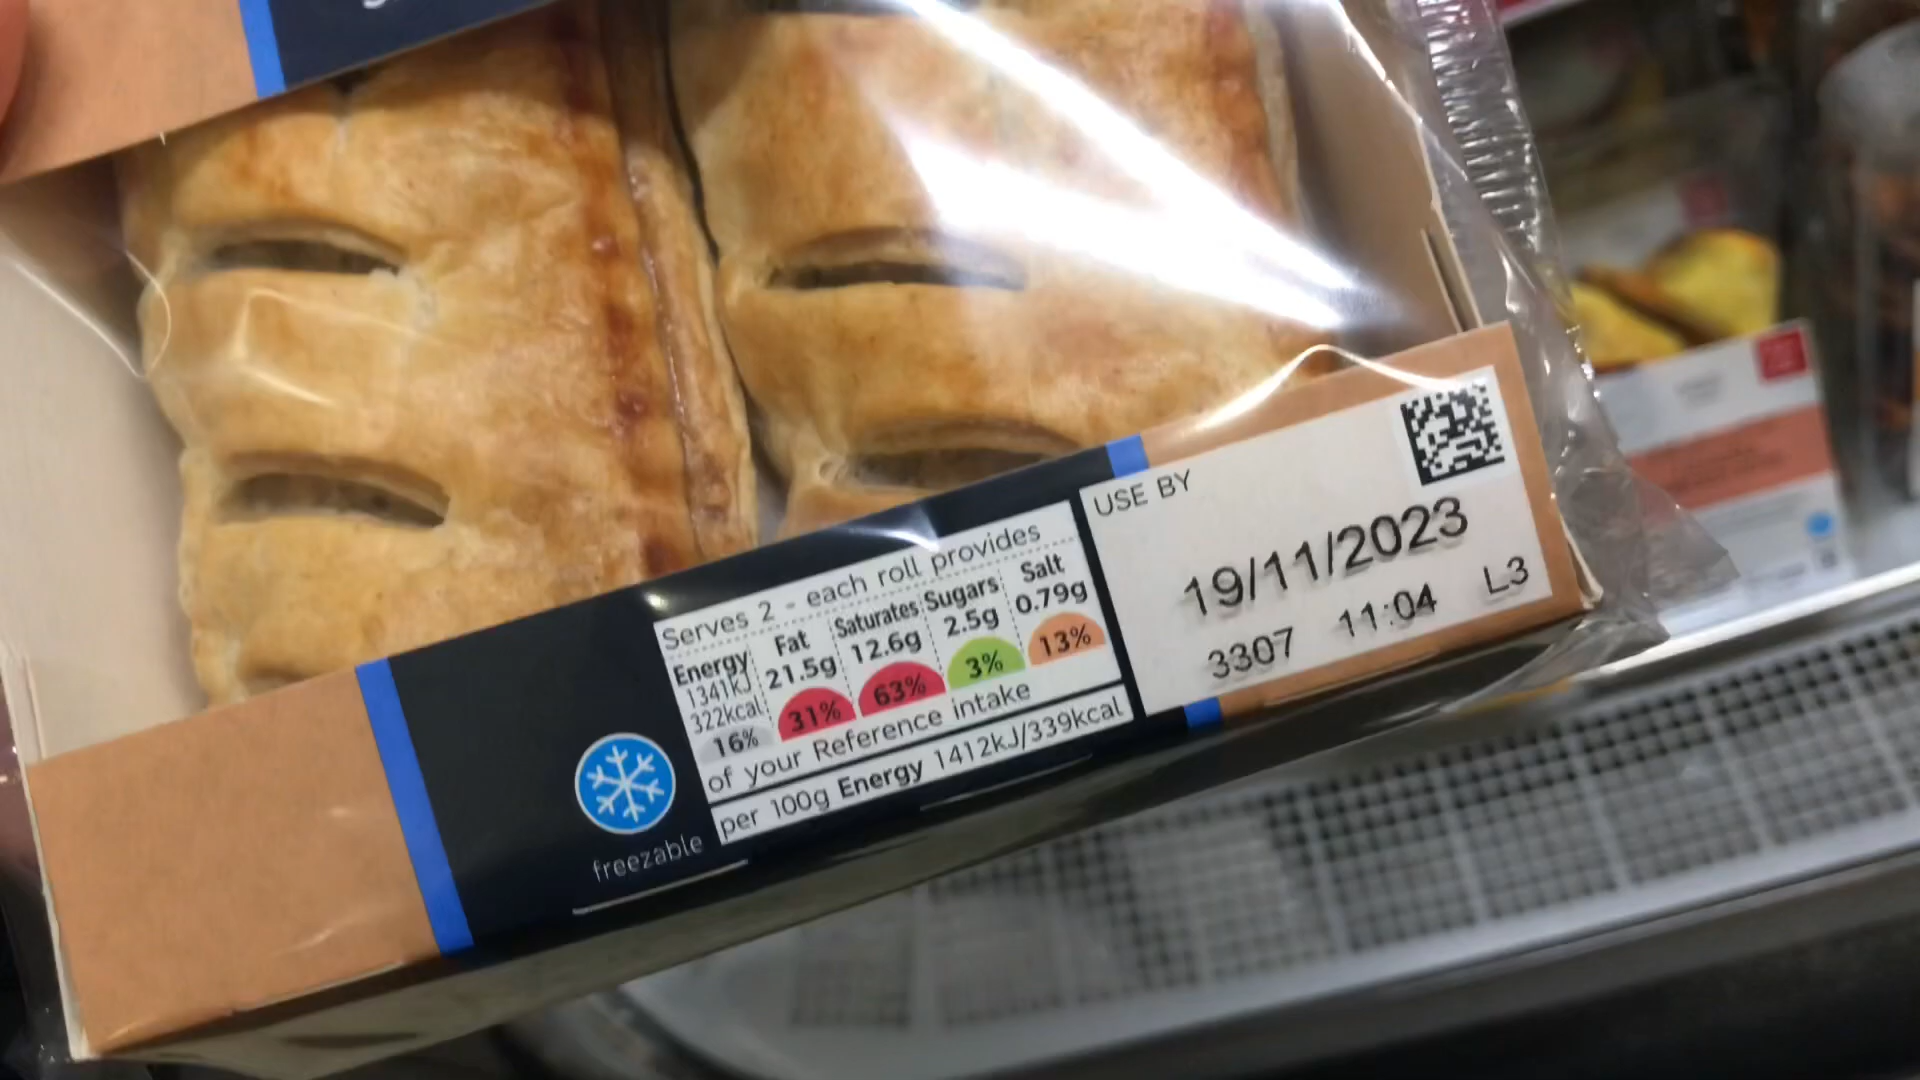 Serves 2 - each roll provides
Energy
1341kJ
322kcal
16%
Fat
21.5g
31%
Saturates
12.6g
63%
Sugars
2.5g
3%
Salt
0.79g
13%
of your Reference intake
per 100g Energy 1412kJ/339kcal
freezable
USE BY
19/11/2023
3307 11:04 L3